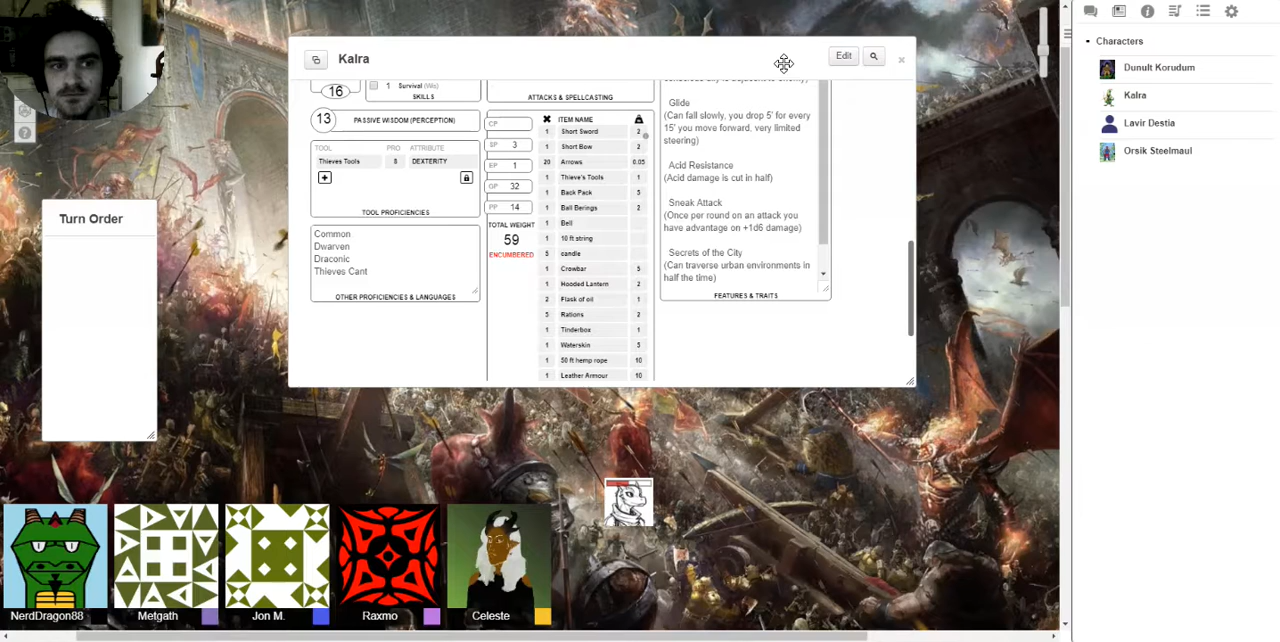 Kalra
Edit
Characters
Dunult Korudum
Kalra
Lavir Destia
Orsik Steelmaul
Turn Order
16
1 Survival (Wis)
SKILLS
13 PASSIVE WISDOM (PERCEPTION)
TOOL PRO ATTRIBUTE
Thieves Tools 8 DEXTERITY
TOOL PROFICIENCIES
Common
Dwarven
Draconic
Thieves Cant
OTHER PROFICIENCIES & LANGUAGES
ATTACKS & SPELLCASTING
CP
SP 3
EP 1
GP 32
PP 14
TOTAL WEIGHT
59
ENCUMBERED
ITEM NAME
1 Short Sword 2
1 Short Bow 2
20 Arrows 0.05
1 Thieve's Tools 1
1 Back Pack 5
1 Ball Berings 2
1 Bell
1 10 ft string
5 candle
1 Crowbar 5
1 Hooded Lantern 2
2 Flask of oil 1
5 Rations 2
1 Tinderbox 1
1 Waterskin 5
1 50 ft hemp rope 10
1 Leather Armour 10
Glide
(Can fall slowly, you drop 5' for every
15' you move forward, very limited
steering)
Acid Resistance
(Acid damage is cut in half)
Sneak Attack
(Once per round on an attack you
have advantage on +1d6 damage)
Secrets of the City
(Can traverse urban environments in
half the time)
FEATURES & TRAITS
NerdDragon88
Metgath
Jon M.
Raxmo
Celeste